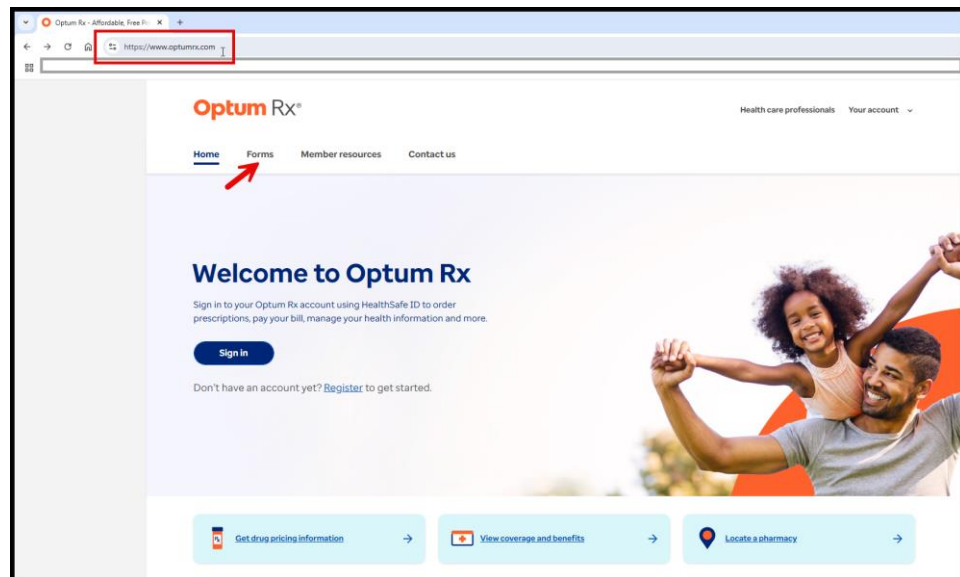 Optum Rx - Affordable, Free Pr
https://www.optumrx.com
Optum Rx®
Health care professionals Your account
Home Forms Member resources Contact us
Welcome to Optum Rx
Sign in to your Optum Rx account using HealthSafe ID to order
prescriptions, pay your bill, manage your health information and more.
Sign in
Don't have an account yet? Register to get started.
Get drug pricing information View coverage and benefits Locate a pharmacy